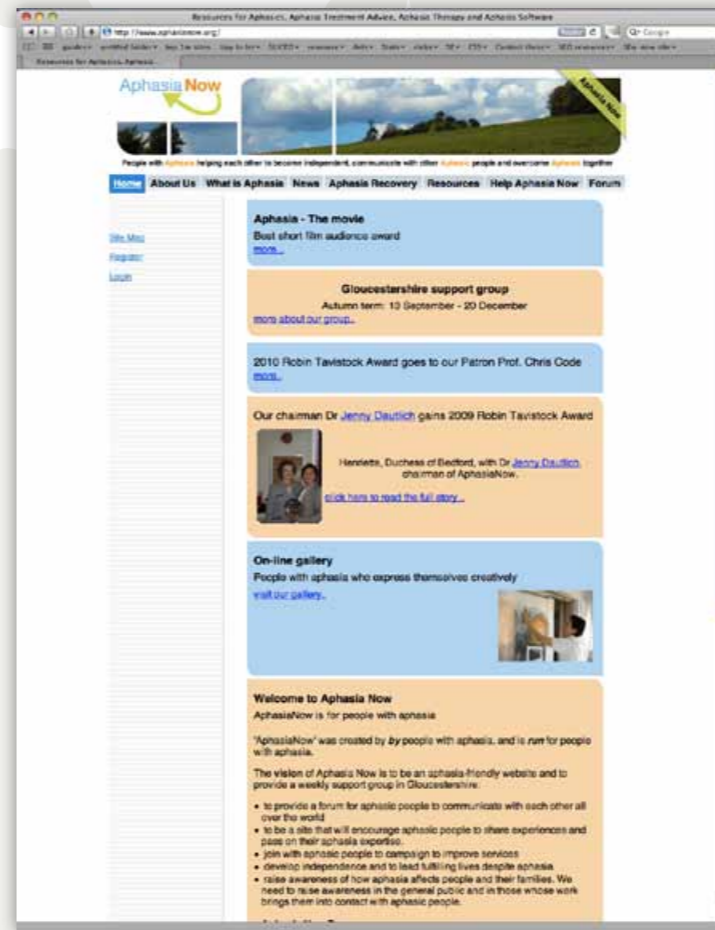 Resources for Aphasics, Aphasia Treatment Advice, Aphasia Therapy and Aphasia Software
http://www.aphasianow.org/
Google
Resources for Aphasics, Aphasi...
Aphasia Now
Aphasia Now
People with Aphasia helping each other to become independent, communicate with other Aphasic people and overcome Aphasia together
Home About Us What is Aphasia News Aphasia Recovery Resources Help Aphasia Now Forum
Site Map
Register
Login
Aphasia - The movie
Best short film audience award
more...
Gloucestershire support group
Autumn term: 13 September - 20 December
more about our group..
2010 Robin Tavistock Award goes to our Patron Prof. Chris Code
more..
Our chairman Dr Jenny Dautlich gains 2009 Robin Tavistock Award
Henriette, Duchess of Bedford, with Dr Jenny Dautlich,
chairman of AphasiaNow.
click here to read the full story ..
On-line gallery
People with aphasia who express themselves creatively
visit our gallery..
Welcome to Aphasia Now
AphasiaNow is for people with aphasia
'AphasiaNow' was created by by people with aphasia, and is run for people
with aphasia.
The vision of Aphasia Now is to be an aphasia-friendly website and to
provide a weekly support group in Gloucestershire:
• to provide a forum for aphasic people to communicate with each other all
over the world
• to be a site that will encourage aphasic people to share experiences and
pass on their aphasia expertise.
• join with aphasic people to campaign to improve services
• develop independence and to lead fulfilling lives despite aphasia
• raise awareness of how aphasia affects people and their families. We
need to raise awareness in the general public and in those whose work
brings them into contact with aphasic people.